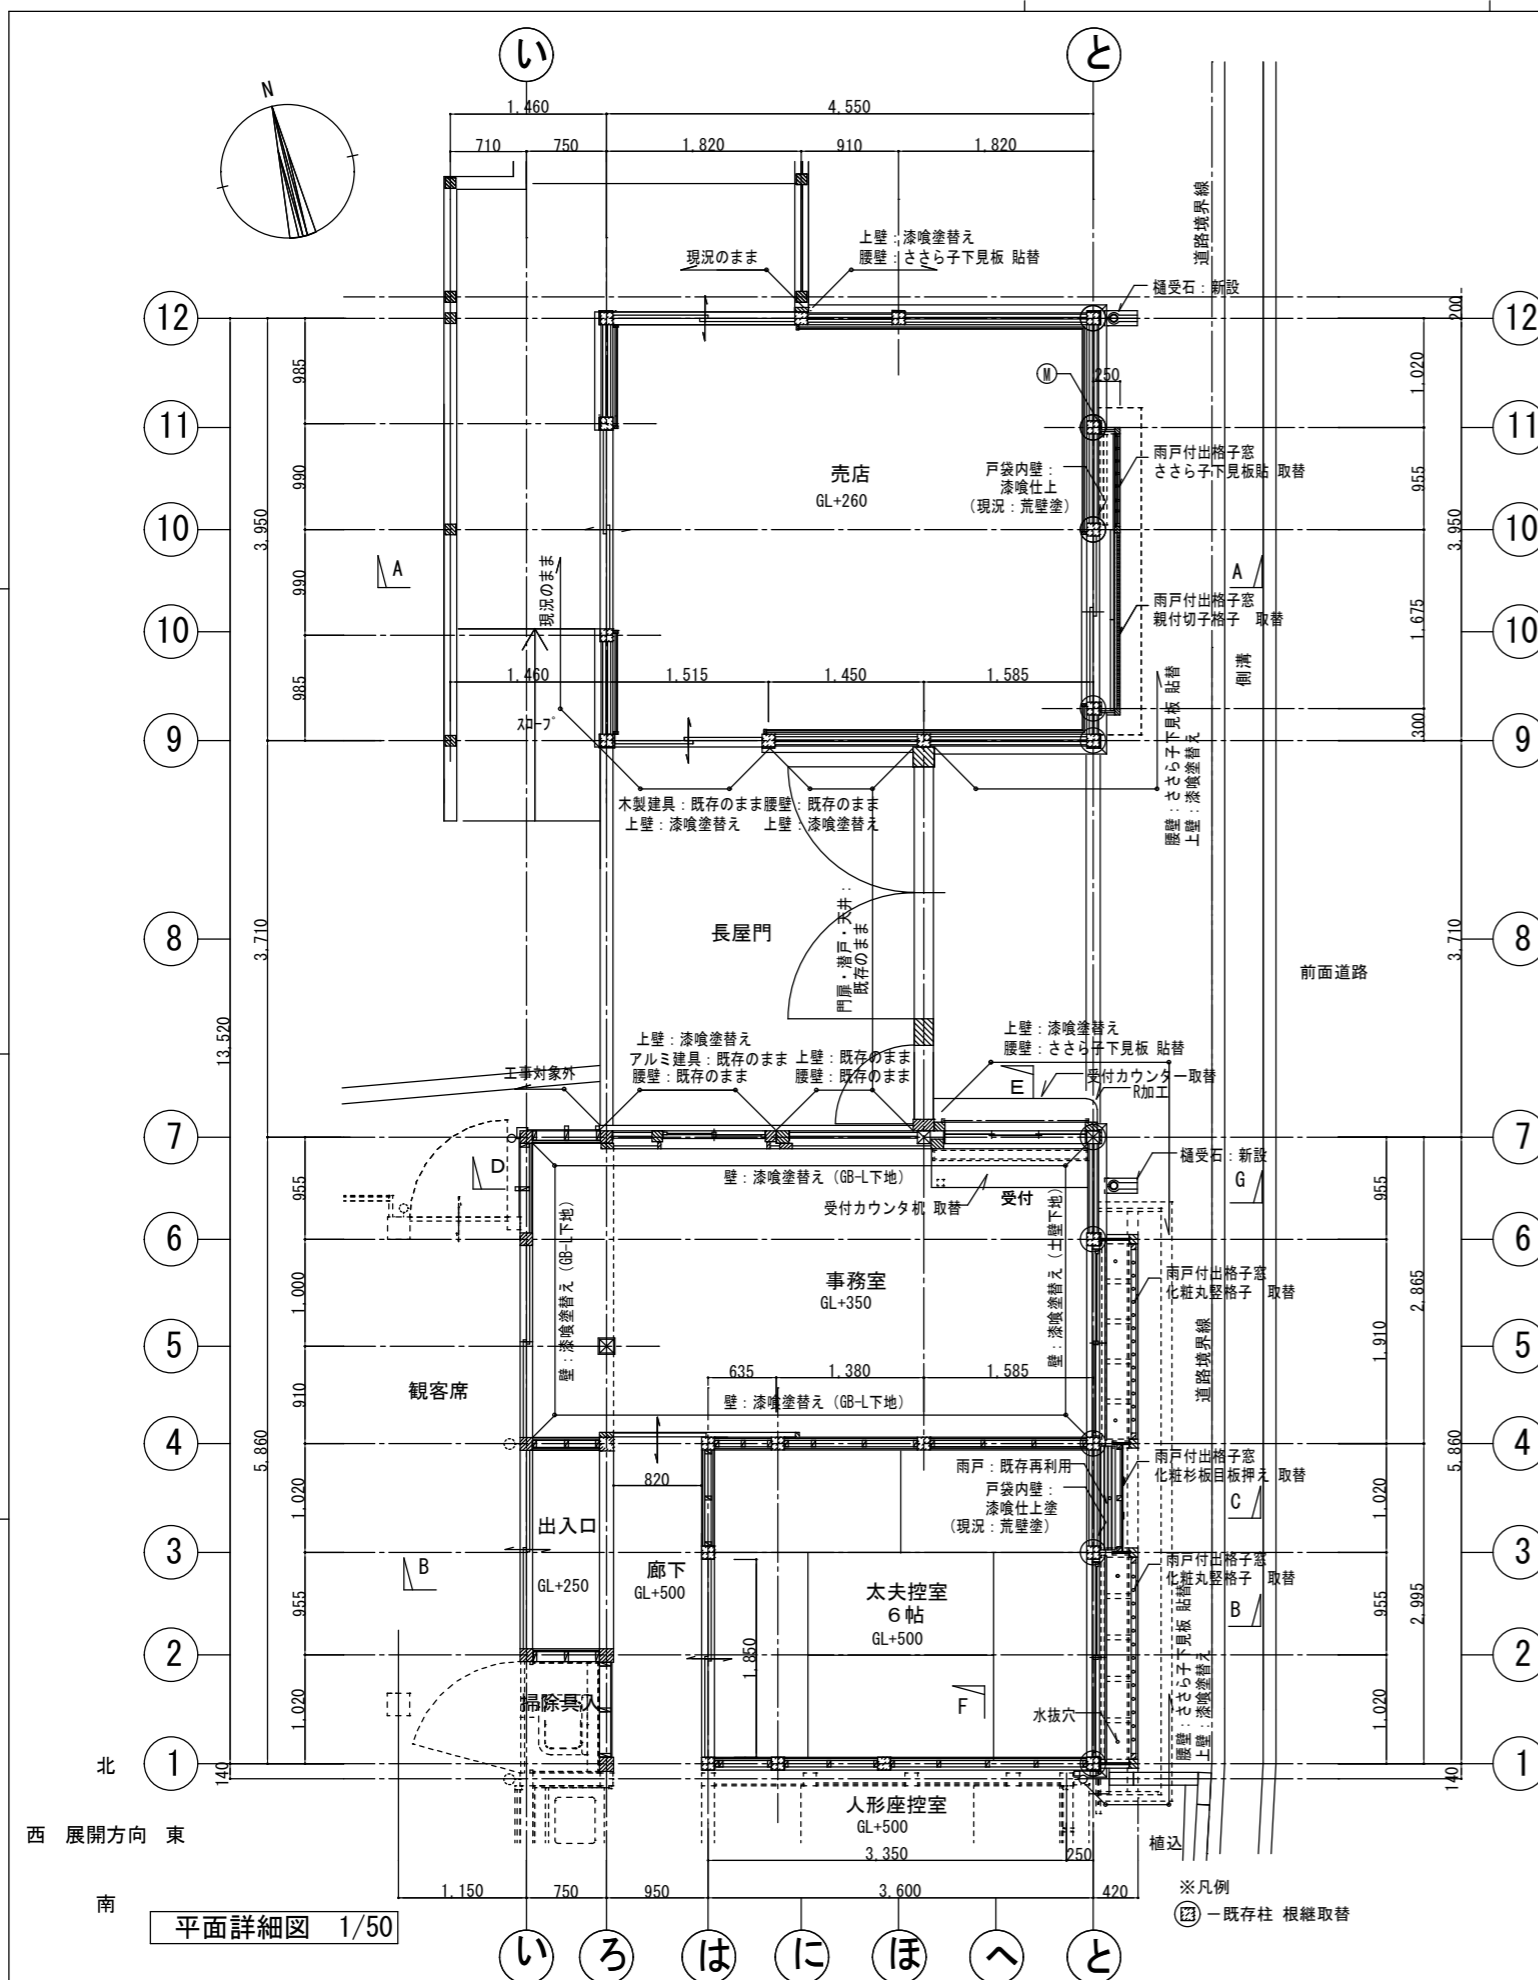 い
と
N
1,460
4,550
710
750
1,820
910
1,820
道路境界線
上壁：漆喰塗替え
腰壁：ささら子下見板 貼替
現況のまま
樋受石：新設
12
12
200
985
1,020
M
250
11
11
雨戸付出格子窓
ささら子下見板貼 取替
売店
GL+260
戸袋内壁：
漆喰仕上
（現況：荒壁塗）
990
955
3,950
3,950
10
10
A
A
現況のまま
990
雨戸付出格子窓
親付切子格子　取替
1,675
10
10
側溝
985
1,460
1,515
1,450
1,585
スロープ
腰壁：ささら子下見板 貼替
上壁：漆喰塗替え
300
9
9
木製建具：既存のまま
上壁：漆喰塗替え
腰壁：既存のまま
上壁：漆喰塗替え
長屋門
門扉・潜戸・天井：
既存のまま
8
8
3,710
3,710
前面道路
13,520
上壁：漆喰塗替え
アルミ建具：既存のまま
腰壁：既存のまま
上壁：既存のまま
腰壁：既存のまま
上壁：漆喰塗替え
腰壁：ささら子下見板 貼替
工事対象外
E
受付カウンター取替
R加工
7
7
D
樋受石：新設
G
壁：漆喰塗替え（GB-L下地）
受付カウンタ机 取替
受付
955
955
壁：漆喰塗替え（GB-L下地）
壁：漆喰塗替え（土壁下地）
6
6
事務室
GL+350
雨戸付出格子窓
化粧丸竪格子　取替
1,000
2,865
1,910
道路境界線
5
5
635
1,380
1,585
観客席
910
壁：漆喰塗替え（GB-L下地）
4
4
5,860
5,860
820
雨戸：既存再利用
戸袋内壁：
漆喰仕上塗
（現況：荒壁塗）
雨戸付出格子窓
化粧杉板目板押え 取替
C
1,020
1,020
出入口
GL+250
3
3
B
廊下
GL+500
太夫控室
6帖
GL+500
雨戸付出格子窓
化粧丸竪格子　取替
B
955
955
2,995
1,850
2
2
掃除具入
F
水抜穴
腰壁：ささら子下見板 貼替
上壁：漆喰塗替え
1,020
1,020
北
1
1
140
140
人形座控室
GL+500
西　展開方向　東
植込
3,350
250
南
1,150
750
950
3,600
420
※凡例
－既存柱 根継取替
平面詳細図　1/50
い
ろ
は
に
ほ
へ
と